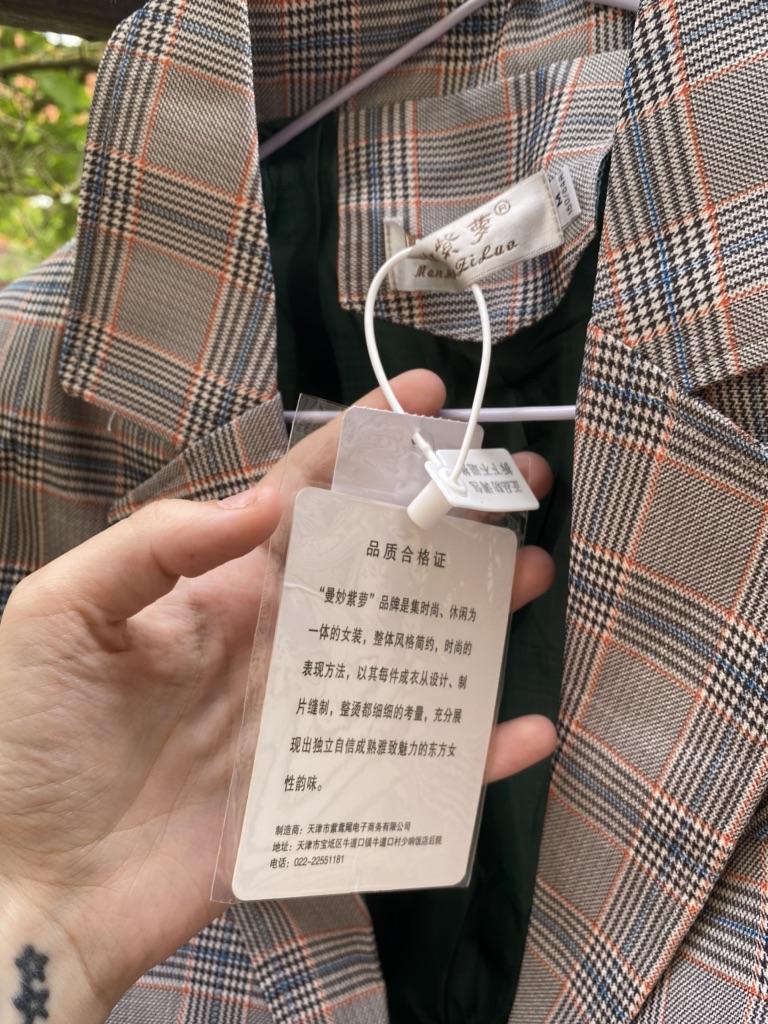 紫萝®
ZiLuo
M
品质合格证
“曼妙紫萝”品牌是集时尚、休闲为
一体的女装，整体风格简约，时尚的
表现方法，以其每件成衣从设计、制
片缝制，整烫都细细的考量，充分展
现出独立自信成熟雅致魅力的东方女
性韵味。
制造商：天津市紫鸢尾电子商务有限公司
地址：天津市宝坻区牛道口镇牛道口村少响饭店后院
电话：022-22551181